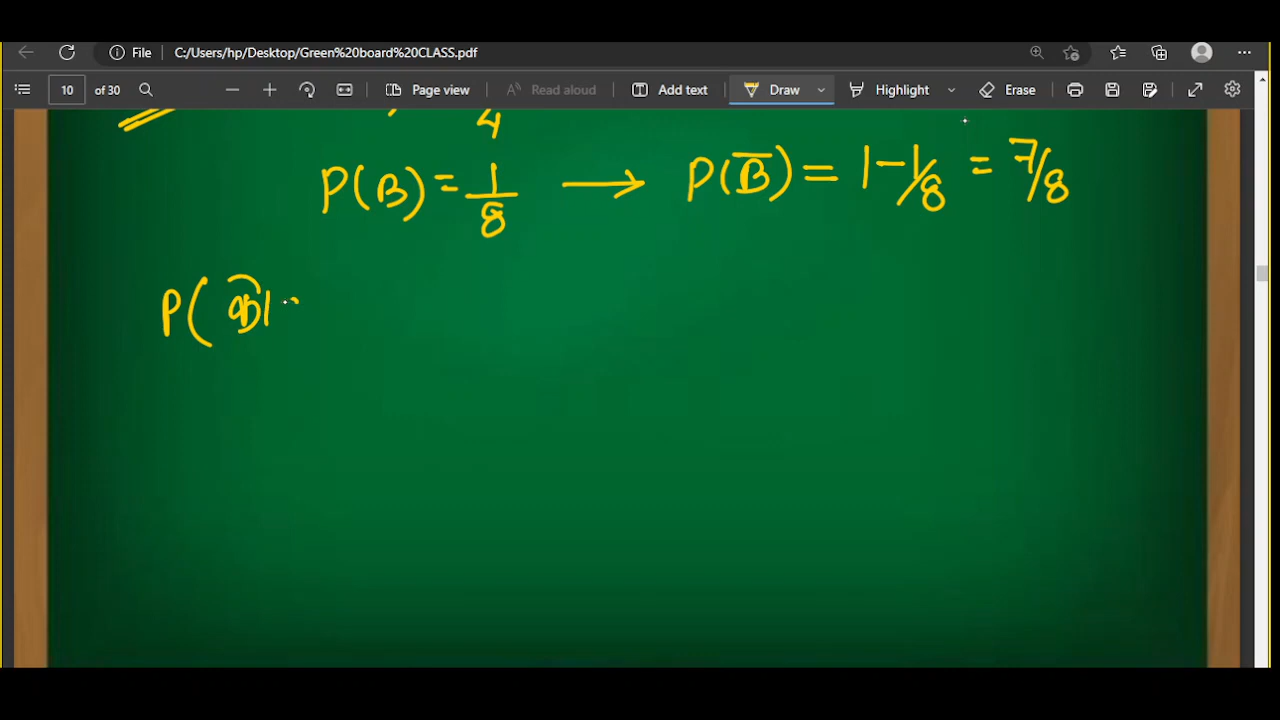 File C:/Users/hp/Desktop/Green%20board%20CLASS.pdf
10 of 30 Page view Read aloud Add text Draw Highlight Erase
4
P(B) = 1/8 → P(B̅) = 1 - 1/8 = 7/8
P(